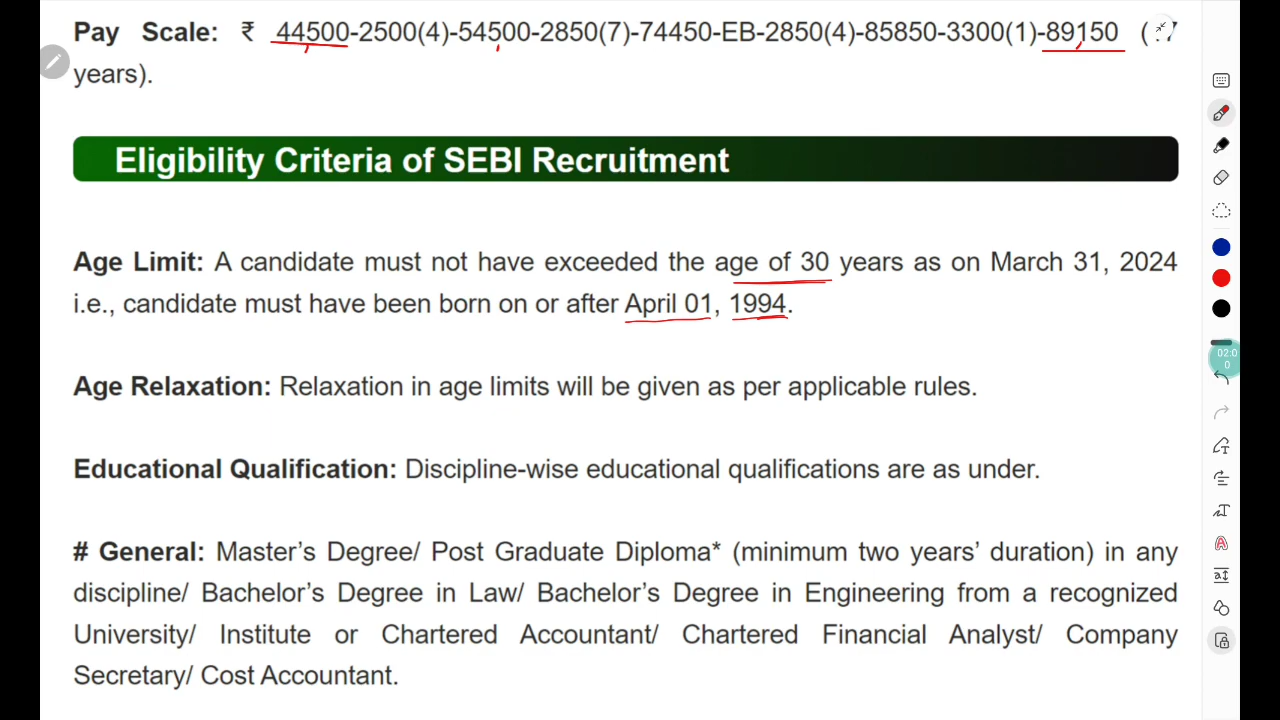 Pay Scale: ₹ 44500-2500(4)-54500-2850(7)-74450-EB-2850(4)-85850-3300(1)-89150 (
years).
Eligibility Criteria of SEBI Recruitment
Age Limit: A candidate must not have exceeded the age of 30 years as on March 31, 2024
i.e., candidate must have been born on or after April 01, 1994.
02:0
0
Age Relaxation: Relaxation in age limits will be given as per applicable rules.
Educational Qualification: Discipline-wise educational qualifications are as under.
# General: Master’s Degree/ Post Graduate Diploma* (minimum two years’ duration) in any
discipline/ Bachelor’s Degree in Law/ Bachelor’s Degree in Engineering from a recognized
University/ Institute or Chartered Accountant/ Chartered Financial Analyst/ Company
Secretary/ Cost Accountant.